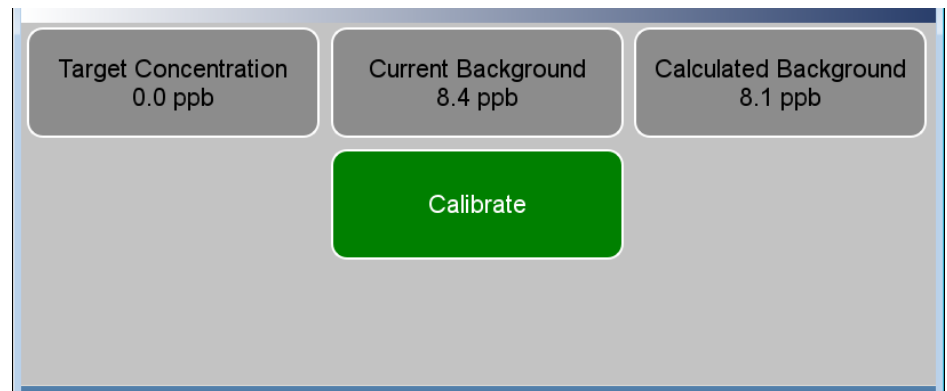 Target Concentration
0.0 ppb
Current Background
8.4 ppb
Calculated Background
8.1 ppb
Calibrate